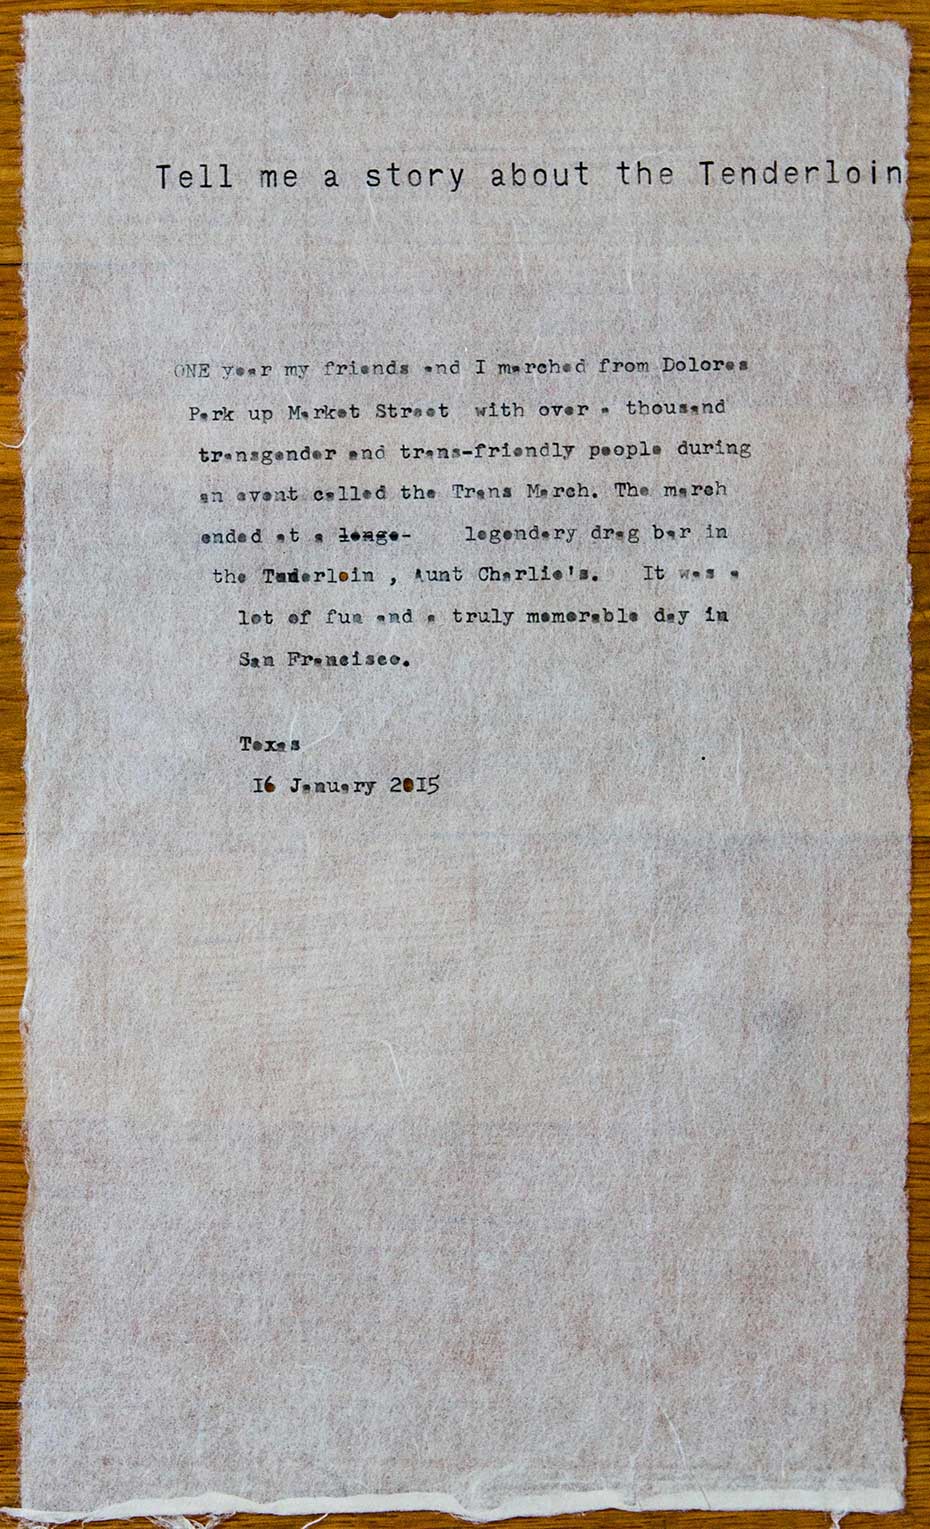 Tell me a story about the Tenderloin
ONE year my friends and I marched from Dolores
Park up Market Street with over a thousand
transgender and trans-friendly people during
an event called the Trans March. The march
ended at a lenge- legendary drag bar in
the Tnderloin , Aunt Charlie's. It was a
lot of fun and a truly memorable day in
San Francisco.
Texas
16 January 2015